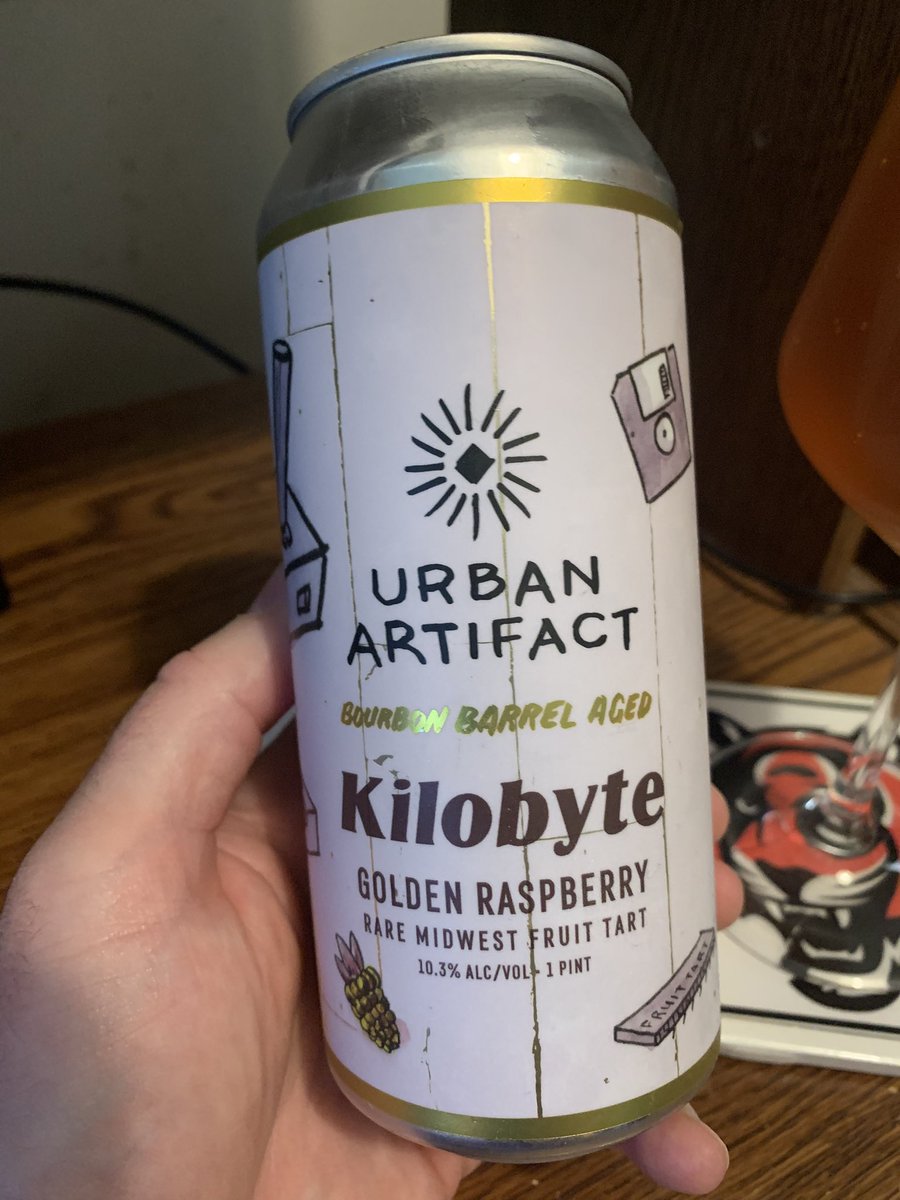 URBAN
ARTIFACT
BOURBON BARREL AGED
Kilobyte
GOLDEN RASPBERRY
RARE MIDWEST FRUIT TART
10.3% ALC/VOL - 1 PINT
FRUIT TART